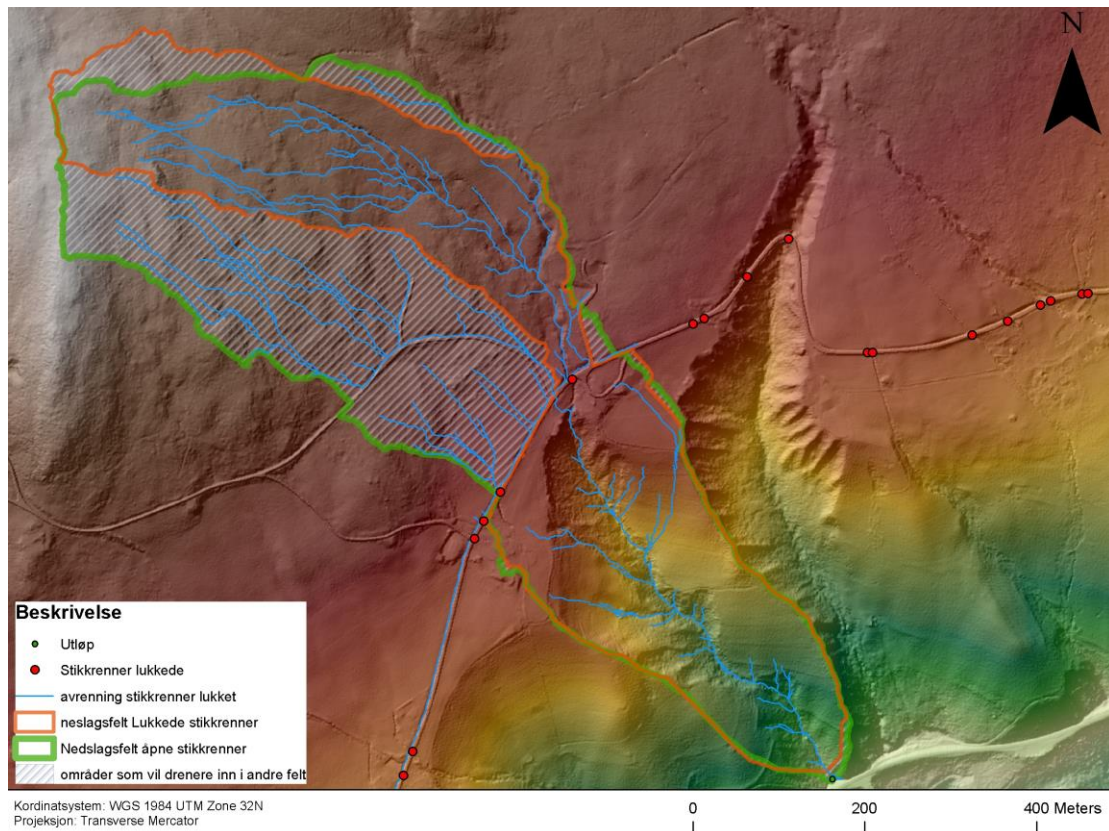 N
Beskrivelse
Utløp
Stikkrenner lukkede
avrenning stikkrenner lukket
neslagsfelt Lukkede stikkrenner
Nedslagsfelt åpne stikkrenner
områder som vil drenere inn i andre felt
Kordinatsystem: WGS 1984 UTM Zone 32N
Projeksjon: Transverse Mercator
0 200 400 Meters